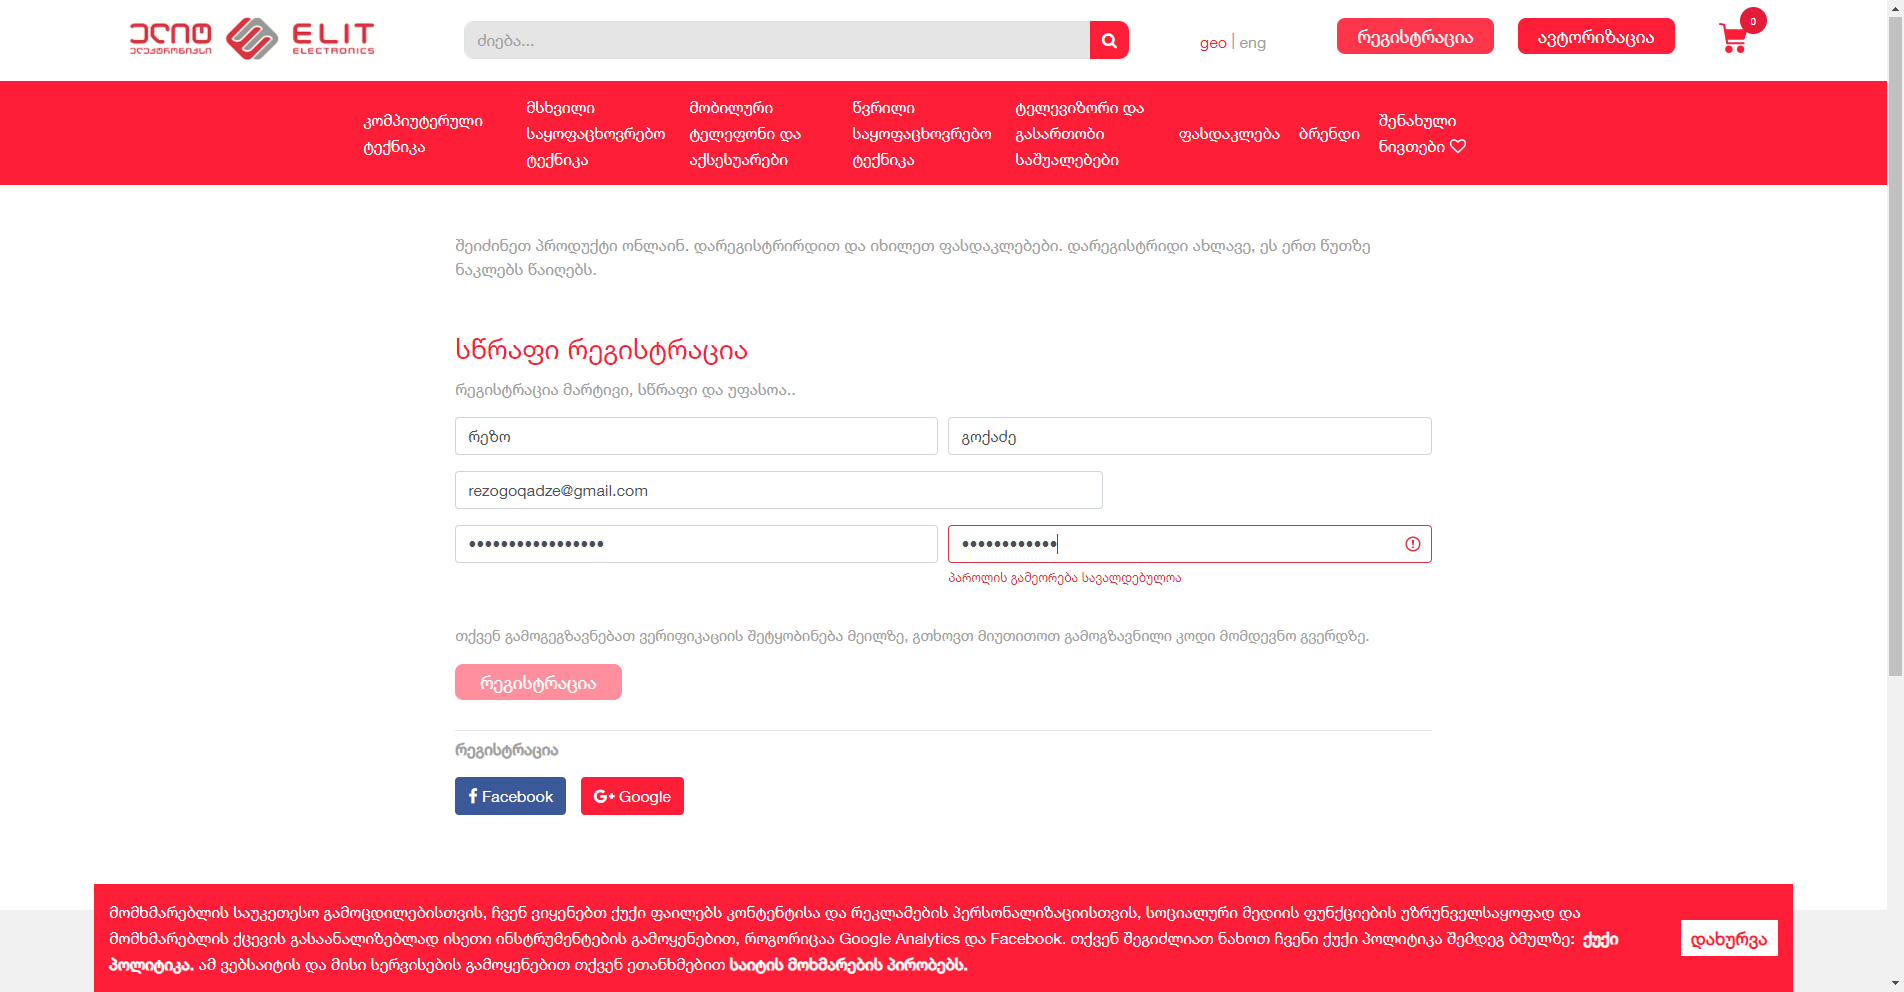 ელიტ
ელექტრონიქსი
ELIT
ELECTRONICS
ძიება...
geo | eng
რეგისტრაცია
ავტორიზაცია
0
კომპიუტერული
ტექნიკა
მსხვილი
საყოფაცხოვრებო
ტექნიკა
მობილური
ტელეფონი და
აქსესუარები
წვრილი
საყოფაცხოვრებო
ტექნიკა
ტელევიზორი და
გასართობი
საშუალებები
ფასდაკლება
ბრენდი
შენახული
ნივთები
შეიძინეთ პროდუქტი ონლაინ. დარეგისტრირდით და იხილეთ ფასდაკლებები. დარეგისტრიდი ახლავე, ეს ერთ წუთზე
ნაკლებს წაიღებს.
სწრაფი რეგისტრაცია
რეგისტრაცია მარტივი, სწრაფი და უფასოა..
რეზო
გოქაძე
rezogoqadze@gmail.com
პაროლის გამეორება სავალდებულოა
თქვენ გამოგეგზავნებათ ვერიფიკაციის შეტყობინება მეილზე, გთხოვთ მიუთითოთ გამოგზავნილი კოდი მომდევნო გვერდზე.
რეგისტრაცია
რეგისტრაცია
Facebook
G+ Google
მომხმარებლის საუკეთესო გამოცდილებისთვის, ჩვენ ვიყენებთ ქუქი ფაილებს კონტენტისა და რეკლამების პერსონალიზაციისთვის, სოციალური მედიის ფუნქციების უზრუნველსაყოფად და
მომხმარებლის ქცევის გასაანალიზებლად ისეთი ინსტრუმენტების გამოყენებით, როგორიცაა Google Analytics და Facebook. თქვენ შეგიძლიათ ნახოთ ჩვენი ქუქი პოლიტიკა შემდეგ ბმულზე: ქუქი
პოლიტიკა. ამ ვებსაიტის და მისი სერვისების გამოყენებით თქვენ ეთანხმებით საიტის მოხმარების პირობებს.
დახურვა